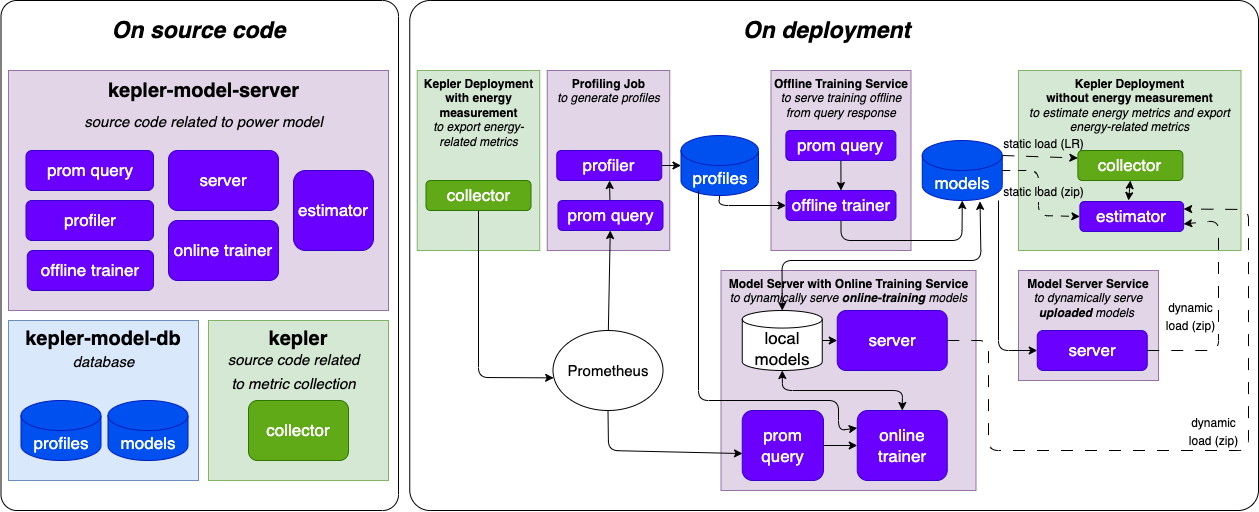 On source code
kepler-model-server
source code related to power model
prom query
server
estimator
profiler
online trainer
offline trainer
kepler-model-db
database
profiles
models
kepler
source code related
to metric collection
collector
On deployment
Kepler Deployment
with energy
measurement
to export energy-
related metrics
collector
Profiling Job
to generate profiles
profiler
prom query
profiles
Offline Training Service
to serve training offline
from query response
prom query
offline trainer
models
Kepler Deployment
without energy measurement
to estimate energy metrics and export
energy-related metrics
static load (LR)
collector
static load (zip)
estimator
Prometheus
Model Server with Online Training Service
to dynamically serve online-training models
local
models
server
prom
query
online
trainer
Model Server Service
to dynamically serve
uploaded models
server
dynamic
load (zip)
dynamic
load (zip)